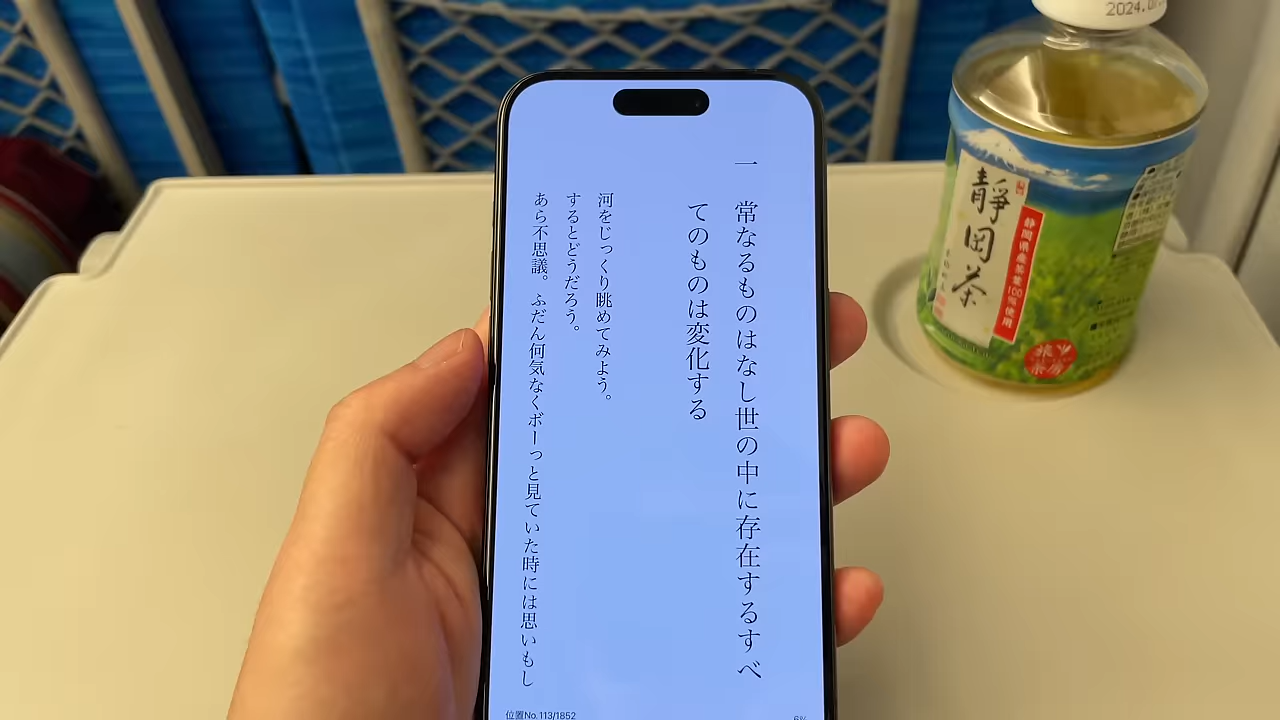 一　常なるものはなし世の中に存在するすべ
てのものは変化する
河をじっくり眺めてみよう。
するとどうだろう。
あら不思議。ふだん何気なくボーっと見ていた時には思いもし
位置No. 113/1852
6%
2024.0
靜岡茶
静岡県産茶葉100%使用